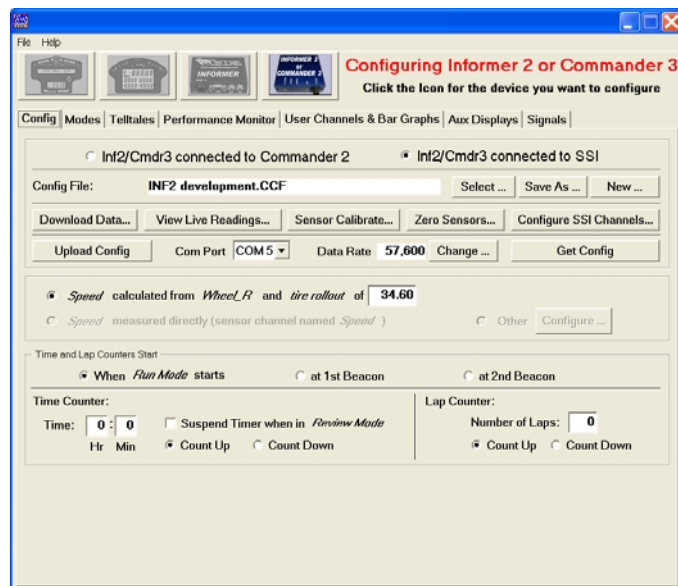 File Help
INFORMER
INFORMER 2
or
COMMANDER 3
Configuring Informer 2 or Commander 3
Click the Icon for the device you want to configure
Config Modes Telltales Performance Monitor User Channels & Bar Graphs Aux Displays Signals
Inf2/Cmdr3 connected to Commander 2 Inf2/Cmdr3 connected to SSI
Config File: INF2 development.CCF Select ... Save As ... New ...
Download Data... View Live Readings... Sensor Calibrate... Zero Sensors... Configure SSI Channels...
Upload Config Com Port COM 5 Data Rate 57,600 Change ... Get Config
Speed calculated from Wheel_R and tire rollout of 34.60
Speed measured directly (sensor channel named Speed ) Other Configure ...
Time and Lap Counters Start
When Run Mode starts at 1st Beacon at 2nd Beacon
Time Counter: Lap Counter:
Time: 0 : 0 Suspend Timer when in Review Mode Number of Laps: 0
Hr Min Count Up Count Down Count Up Count Down